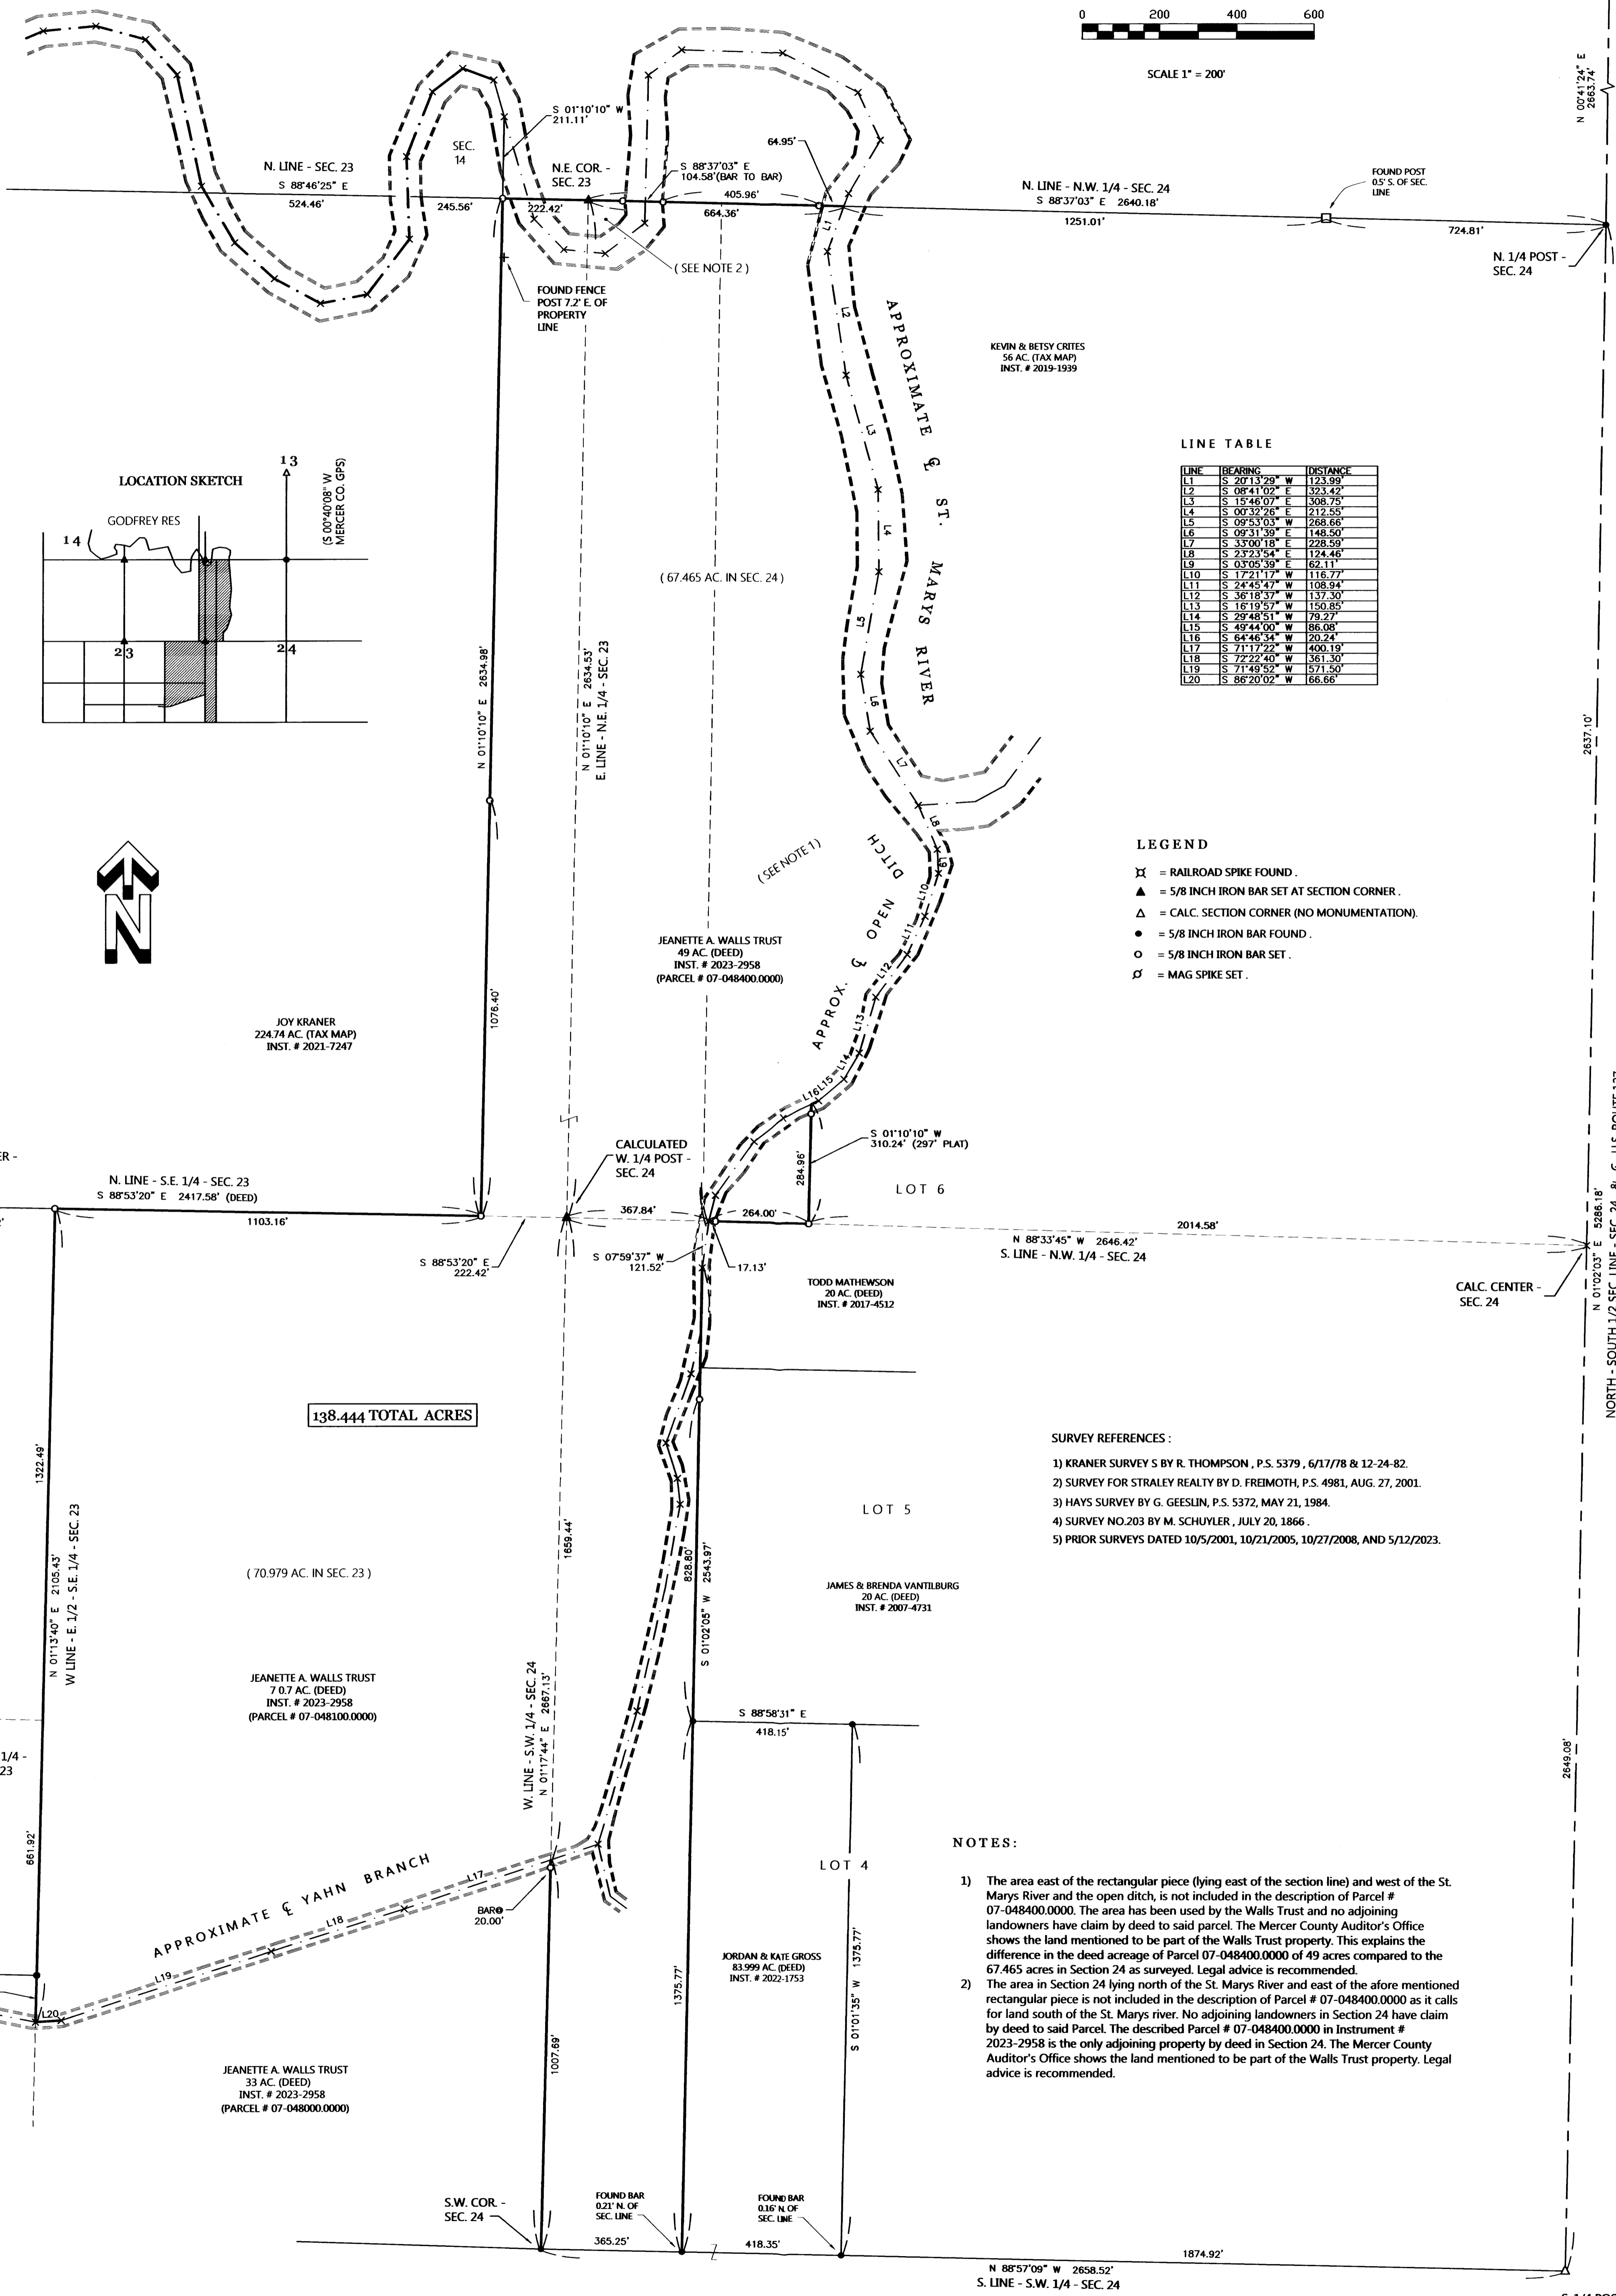 0 200 400 600
SCALE 1" = 200'
N 00°41'24" E
2663.74'
S 01°10'10" W
211.11'
SEC.
14
N. LINE - SEC. 23
S 88°46'25" E
524.46'
245.56'
N.E. COR. -
SEC. 23
222.42'
S 88°37'03" E
104.58'(BAR TO BAR)
64.95'
405.96'
664.36'
N. LINE - N.W. 1/4 - SEC. 24
S 88°37'03" E 2640.18'
1251.01'
FOUND POST
0.5' S. OF SEC.
LINE
724.81'
N. 1/4 POST -
SEC. 24
( SEE NOTE 2 )
FOUND FENCE
POST 7.2' E. OF
PROPERTY
LINE
L1
L2
L3
L4
L5
L6
L7
L8
L9
L10
L11
L12
L13
L14
L15
L16
APPROXIMATE ℄ ST. MARYS RIVER
KEVIN & BETSY CRITES
56 AC. (TAX MAP)
INST. # 2019-1939
LINE TABLE
LINE BEARING DISTANCE
L1 S 20°13'29" W 123.99'
L2 S 08°41'02" E 323.42'
L3 S 15°46'07" E 308.75'
L4 S 00°32'26" E 212.55'
L5 S 09°53'03" W 268.66'
L6 S 09°31'39" E 148.50'
L7 S 33°00'18" E 228.59'
L8 S 23°23'54" E 124.46'
L9 S 03°05'39" E 62.11'
L10 S 17°21'17" W 116.77'
L11 S 24°45'47" W 108.94'
L12 S 36°18'37" W 137.30'
L13 S 16°19'57" W 150.85'
L14 S 29°48'51" W 79.27'
L15 S 49°44'00" W 86.08'
L16 S 64°46'34" W 20.24'
L17 S 71°17'22" W 400.19'
L18 S 72°22'40" W 361.30'
L19 S 71°49'52" W 571.50'
L20 S 86°20'02" W 66.66'
LOCATION SKETCH
GODFREY RES
14
13
23
24
(S 00°40'08" W
MERCER CO. GPS)
( 67.465 AC. IN SEC. 24 )
N 01°10'10" E 2634.98'
N 01°10'10" E 2634.53'
E. LINE - N.E. 1/4 - SEC. 23
2637.10'
N
(SEE NOTE 1)
APPROX. ℄ OPEN DITCH
LEGEND
= RAILROAD SPIKE FOUND .
▲ = 5/8 INCH IRON BAR SET AT SECTION CORNER .
△ = CALC. SECTION CORNER (NO MONUMENTATION).
● = 5/8 INCH IRON BAR FOUND .
○ = 5/8 INCH IRON BAR SET .
= MAG SPIKE SET .
JEANETTE A. WALLS TRUST
49 AC. (DEED)
INST. # 2023-2958
(PARCEL # 07-048400.0000)
JOY KRANER
224.74 AC. (TAX MAP)
INST. # 2021-7247
1076.40'
S 01°10'10" W
310.24' (297' PLAT)
284.96'
LOT 6
CALCULATED
W. 1/4 POST -
SEC. 24
ER -
N. LINE - S.E. 1/4 - SEC. 23
S 88°53'20" E 2417.58' (DEED)
1103.16'
367.84'
264.00'
2014.58'
N 88°33'45" W 2646.42'
S. LINE - N.W. 1/4 - SEC. 24
S 88°53'20" E
222.42'
S 07°59'37" W
121.52'
17.13'
TODD MATHEWSON
20 AC. (DEED)
INST. # 2017-4512
CALC. CENTER -
SEC. 24
N 01°02'03" E 5286.18'
NORTH - SOUTH 1/2 SEC. LINE - SEC. 24 & ℄ U.S. ROUTE 127
138.444 TOTAL ACRES
1322.49'
N 01°13'40" E 2105.43'
W LINE - E. 1/2 - S.E. 1/4 - SEC. 23
SURVEY REFERENCES :
1) KRANER SURVEY S BY R. THOMPSON , P.S. 5379 , 6/17/78 & 12-24-82.
2) SURVEY FOR STRALEY REALTY BY D. FREIMOTH, P.S. 4981, AUG. 27, 2001.
3) HAYS SURVEY BY G. GEESLIN, P.S. 5372, MAY 21, 1984.
4) SURVEY NO.203 BY M. SCHUYLER , JULY 20, 1866 .
5) PRIOR SURVEYS DATED 10/5/2001, 10/21/2005, 10/27/2008, AND 5/12/2023.
LOT 5
1659.44'
828.80'
S 01°02'05" W 2543.97'
( 70.979 AC. IN SEC. 23 )
JAMES & BRENDA VANTILBURG
20 AC. (DEED)
INST. # 2007-4731
JEANETTE A. WALLS TRUST
7 0.7 AC. (DEED)
INST. # 2023-2958
(PARCEL # 07-048100.0000)
W. LINE - S.W. 1/4 - SEC. 24
N 01°17'44" E 2667.13'
S 88°58'31" E
418.15'
1/4 -
23
2649.08'
661.92'
APPROXIMATE ℄ YAHN BRANCH
L17
L18
L19
L20
BAR@
20.00'
LOT 4
NOTES:
1) The area east of the rectangular piece (lying east of the section line) and west of the St.
Marys River and the open ditch, is not included in the description of Parcel #
07-048400.0000. The area has been used by the Walls Trust and no adjoining
landowners have claim by deed to said parcel. The Mercer County Auditor's Office
shows the land mentioned to be part of the Walls Trust property. This explains the
difference in the deed acreage of Parcel 07-048400.0000 of 49 acres compared to the
67.465 acres in Section 24 as surveyed. Legal advice is recommended.
2) The area in Section 24 lying north of the St. Marys River and east of the afore mentioned
rectangular piece is not included in the description of Parcel # 07-048400.0000 as it calls
for land south of the St. Marys river. No adjoining landowners in Section 24 have claim
by deed to said Parcel. The described Parcel # 07-048400.0000 in Instrument #
2023-2958 is the only adjoining property by deed in Section 24. The Mercer County
Auditor's Office shows the land mentioned to be part of the Walls Trust property. Legal
advice is recommended.
JORDAN & KATE GROSS
83.999 AC. (DEED)
INST. # 2022-1753
1375.77'
S 01°01'35" W 1375.77'
1007.69'
JEANETTE A. WALLS TRUST
33 AC. (DEED)
INST. # 2023-2958
(PARCEL # 07-048000.0000)
S.W. COR. -
SEC. 24
FOUND BAR
0.21' N. OF
SEC. LINE
FOUND BAR
0.16' N. OF
SEC. LINE
365.25'
418.35'
1874.92'
N 88°57'09" W 2658.52'
S. LINE - S.W. 1/4 - SEC. 24